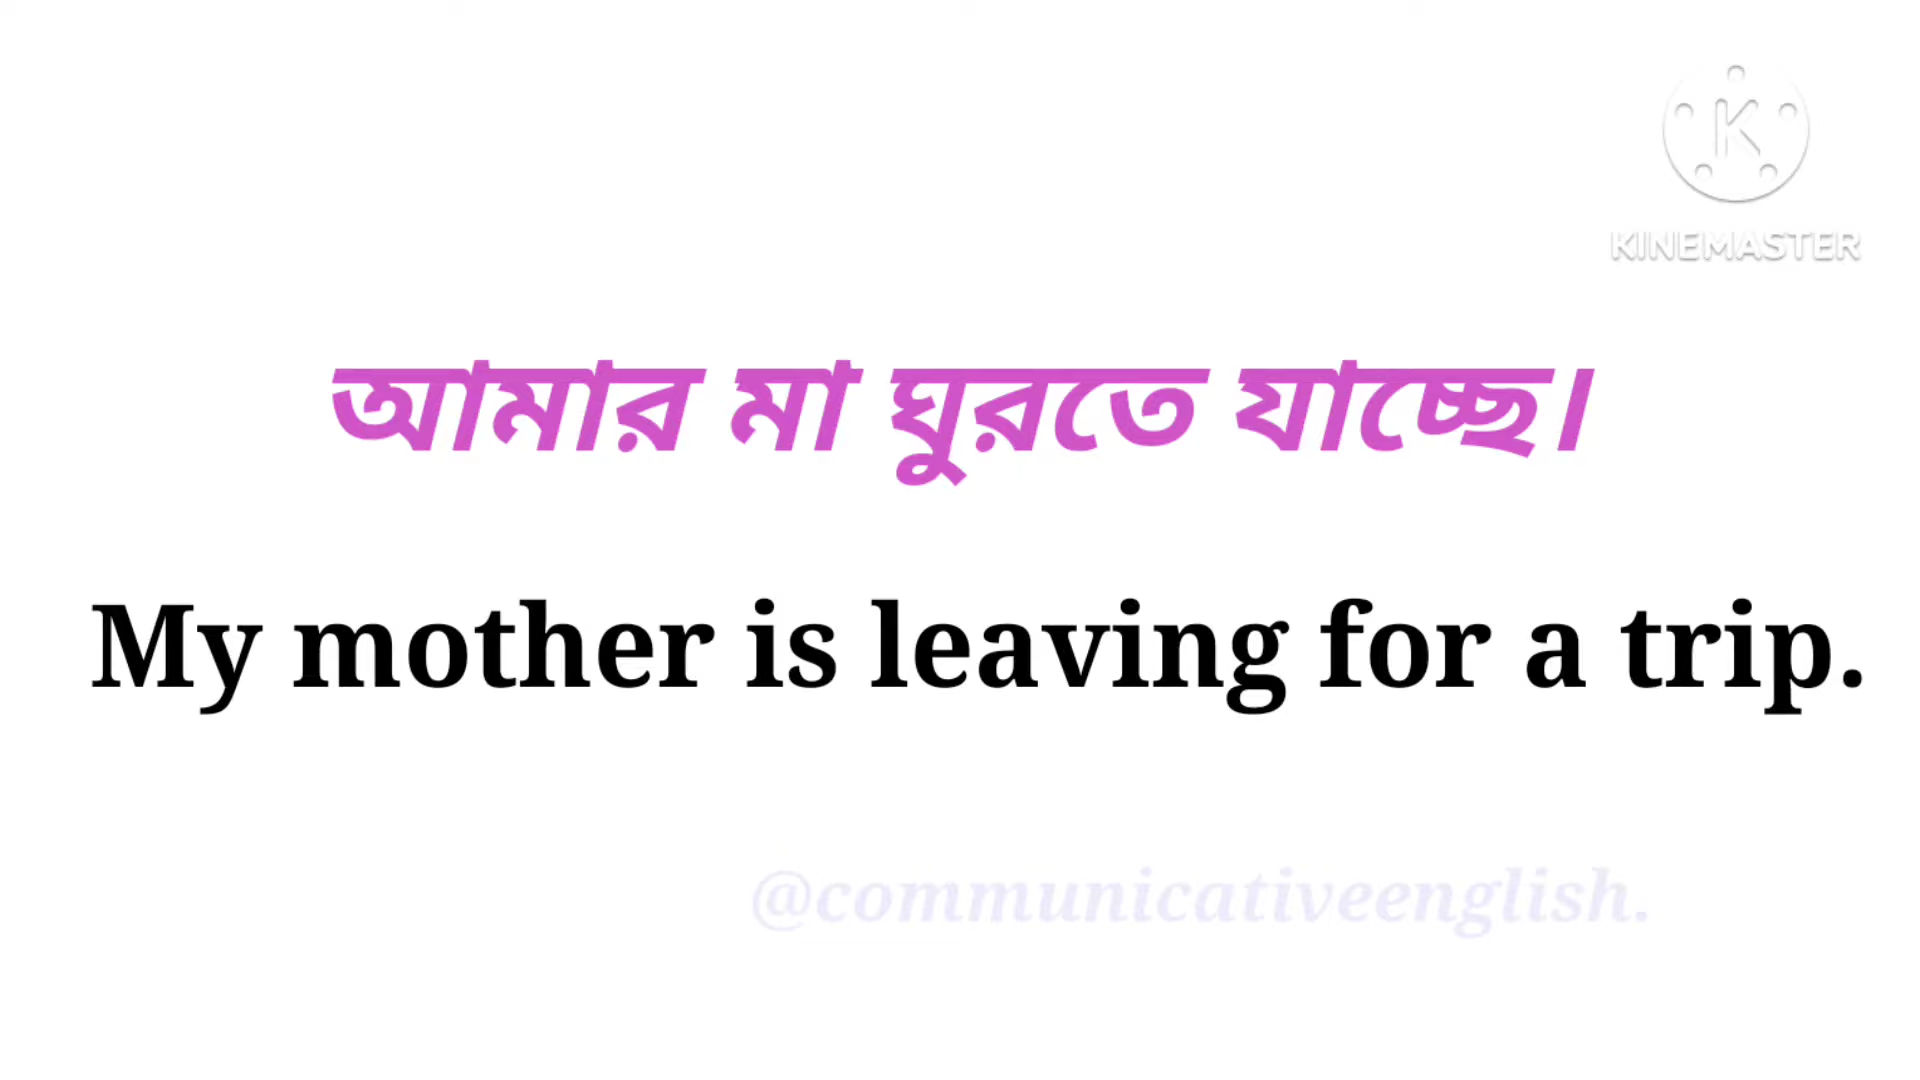 KINEMASTER
আমার মা ঘুরতে যাচ্ছে।
My mother is leaving for a trip.
@communicativeenglish.